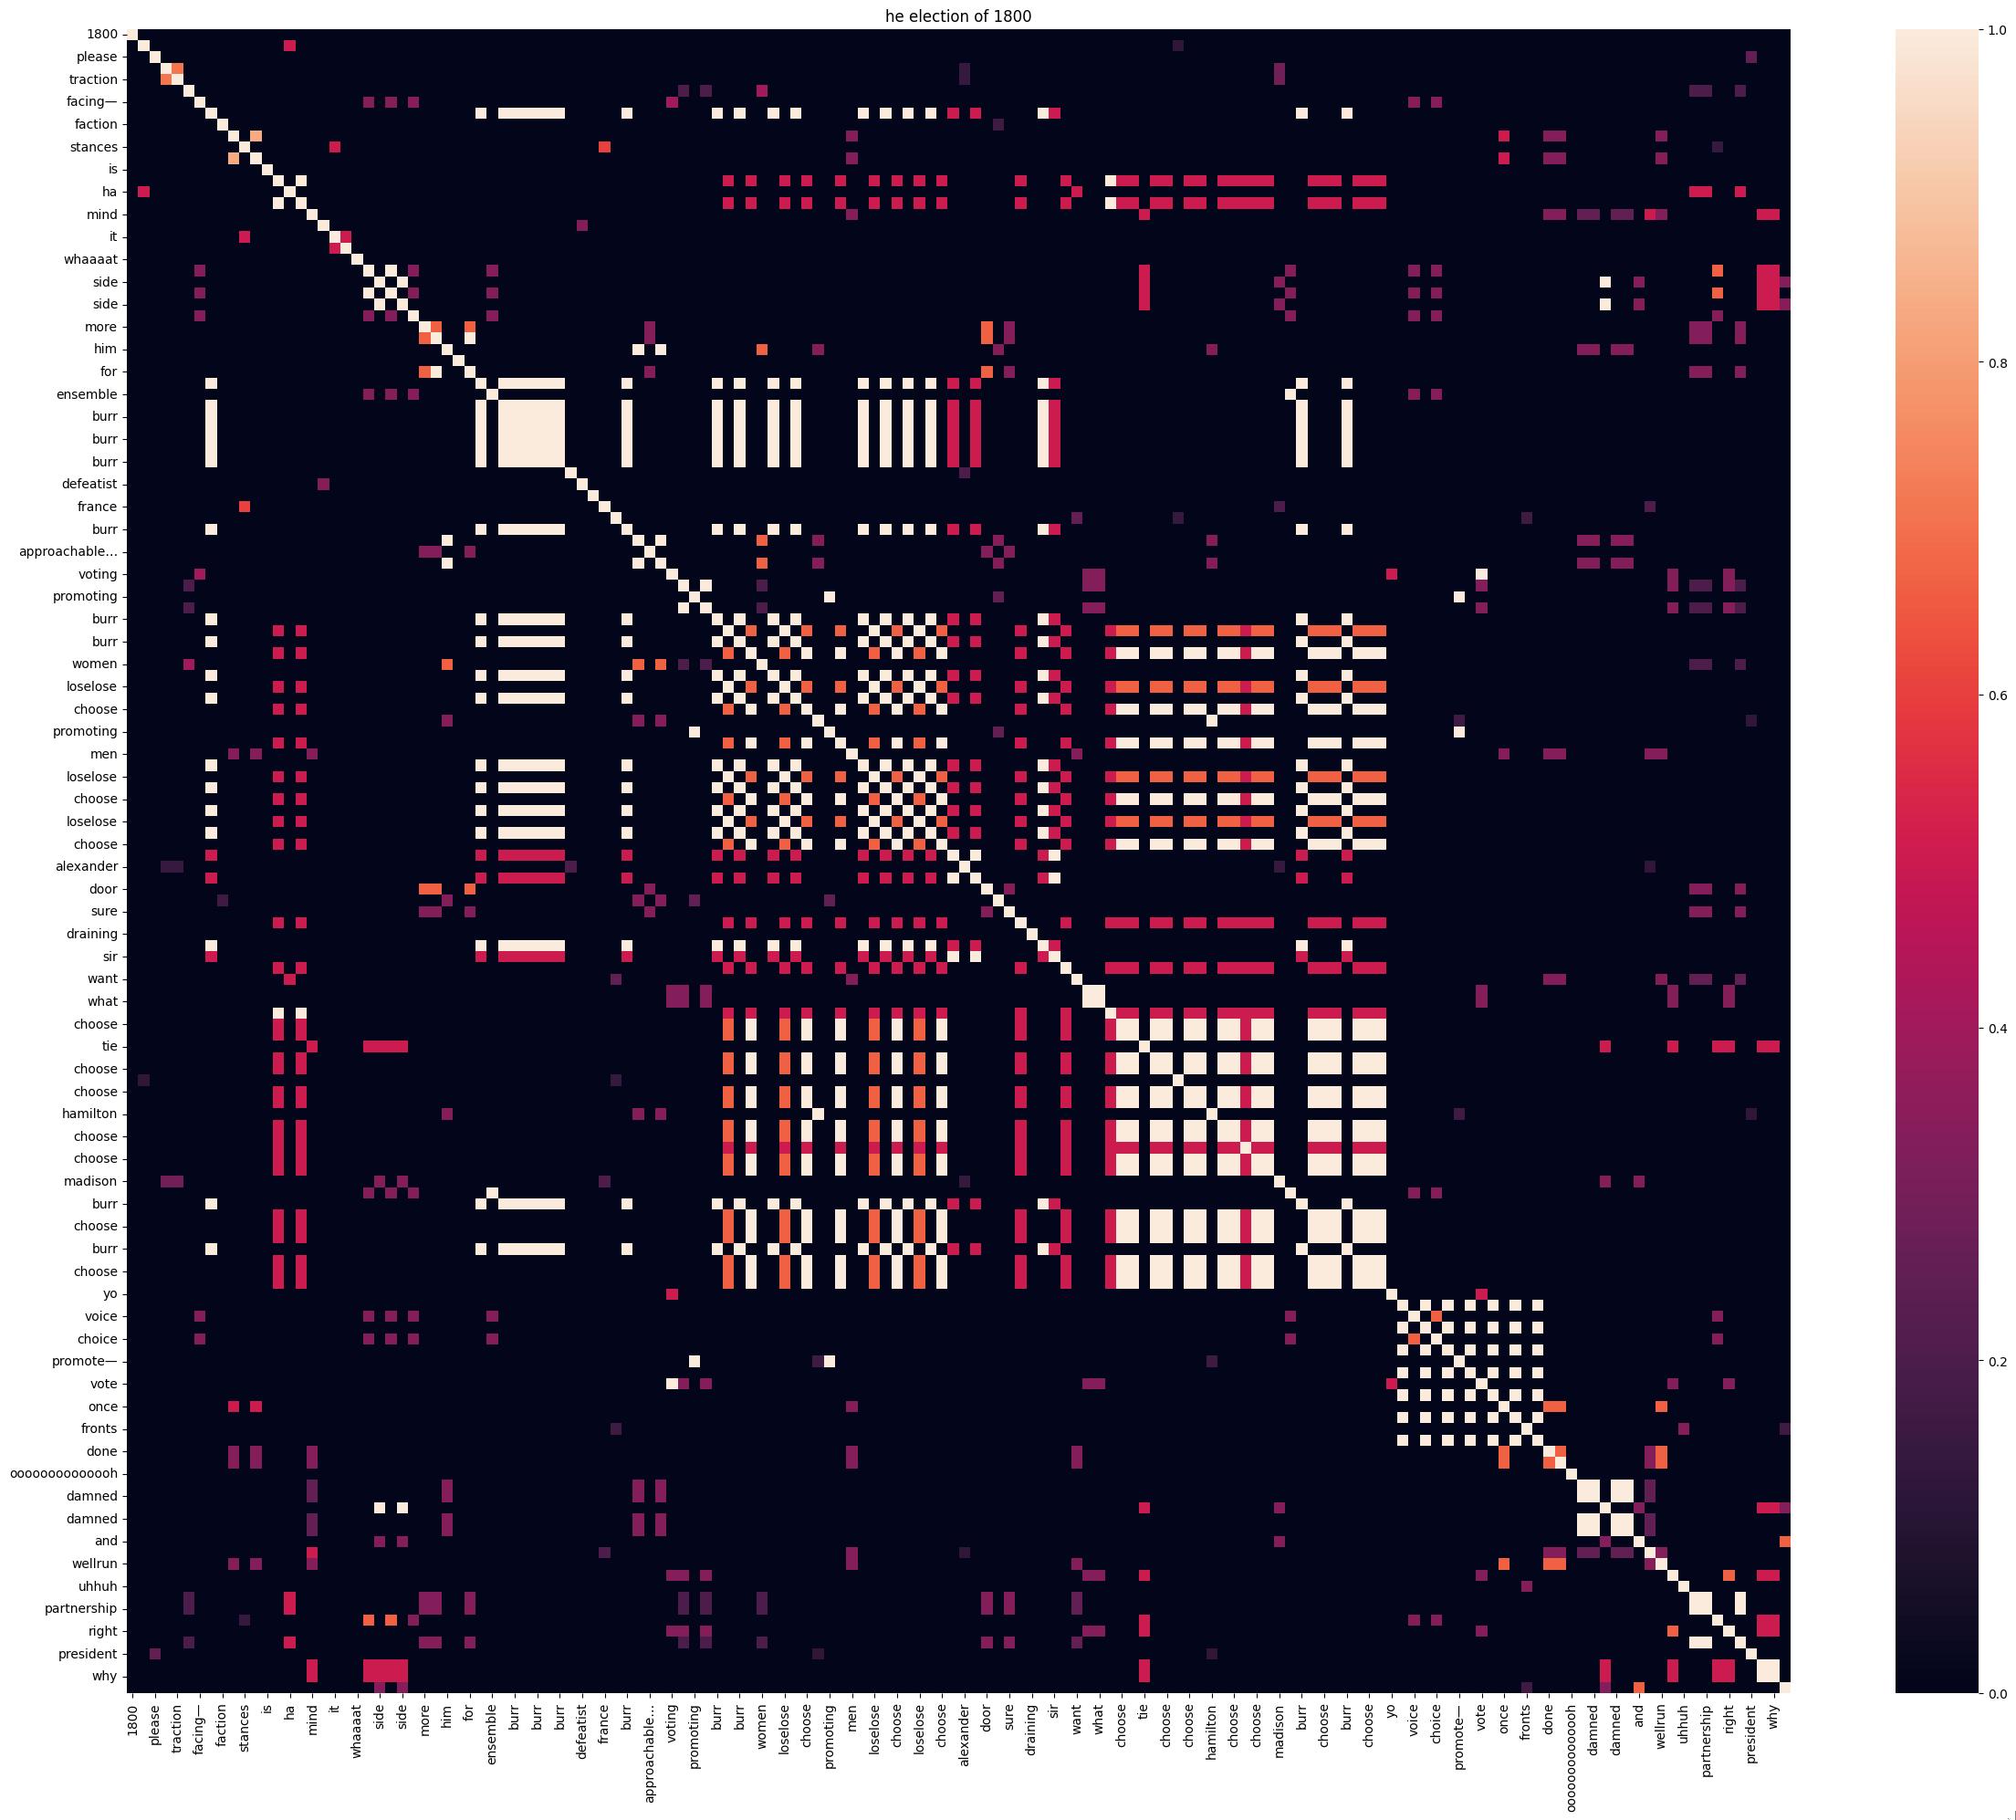 he election of 1800
1800
please
traction
facing—
faction
stances
is
ha
mind
it
whaaaat
side
side
more
him
for
ensemble
burr
burr
burr
defeatist
france
burr
approachable...
voting
promoting
burr
burr
women
loselose
choose
promoting
men
loselose
choose
loselose
choose
alexander
door
sure
draining
sir
want
what
choose
tie
choose
choose
hamilton
choose
choose
madison
burr
choose
burr
choose
yo
voice
choice
promote—
vote
once
fronts
done
oooooooooooooh
damned
damned
and
wellrun
uhhuh
partnership
right
president
why
1800
please
traction
facing—
faction
stances
is
ha
mind
it
whaaaat
side
side
more
him
for
ensemble
burr
burr
burr
defeatist
france
burr
approachable...
voting
promoting
burr
burr
women
loselose
choose
promoting
men
loselose
choose
loselose
choose
alexander
door
sure
draining
sir
want
what
choose
tie
choose
choose
hamilton
choose
choose
madison
burr
choose
burr
choose
yo
voice
choice
promote—
vote
once
fronts
done
oooooooooooooh
damned
damned
and
wellrun
uhhuh
partnership
right
president
why
1.0
0.8
0.6
0.4
0.2
0.0